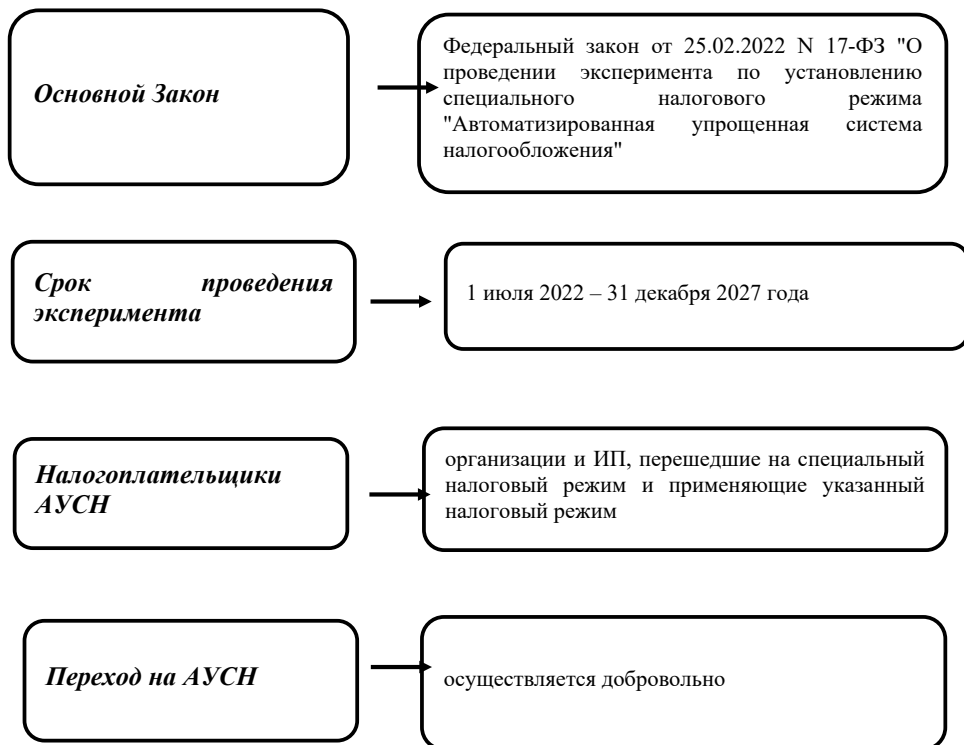 Основной Закон
Федеральный закон от 25.02.2022 N 17-ФЗ "О
проведении эксперимента по установлению
специального налогового режима
"Автоматизированная упрощенная система
налогообложения"
Срок проведения
эксперимента
1 июля 2022 – 31 декабря 2027 года
Налогоплательщики
АУСН
организации и ИП, перешедшие на специальный
налоговый режим и применяющие указанный
налоговый режим
Переход на АУСН
осуществляется добровольно